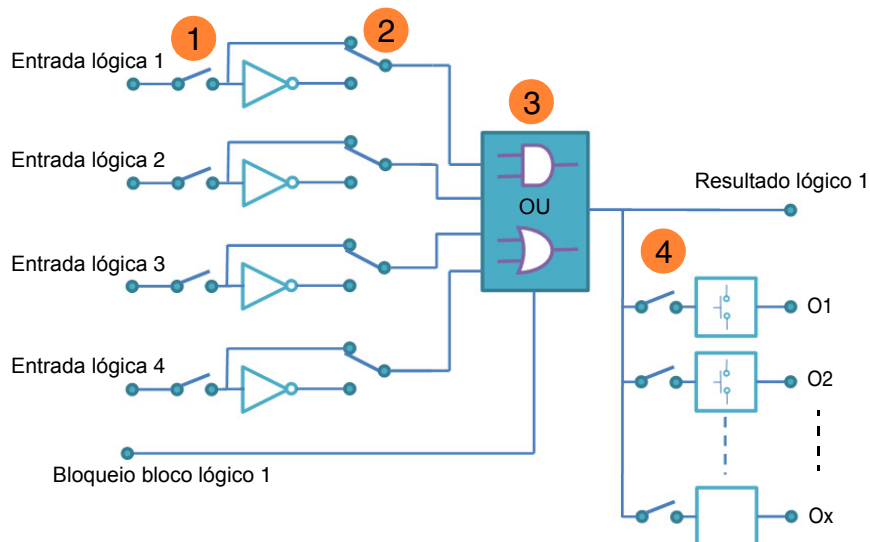 1
2
Entrada lógica 1
3
Entrada lógica 2
Resultado lógico 1
OU
Entrada lógica 3
4
O1
Entrada lógica 4
O2
Bloqueio bloco lógico 1
Ox